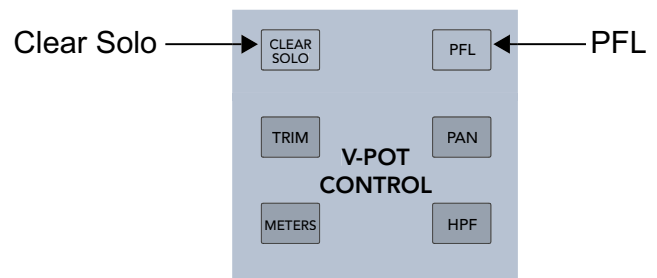 Clear Solo
CLEAR
SOLO
PFL
PFL
TRIM
V-POT
CONTROL
PAN
METERS
HPF